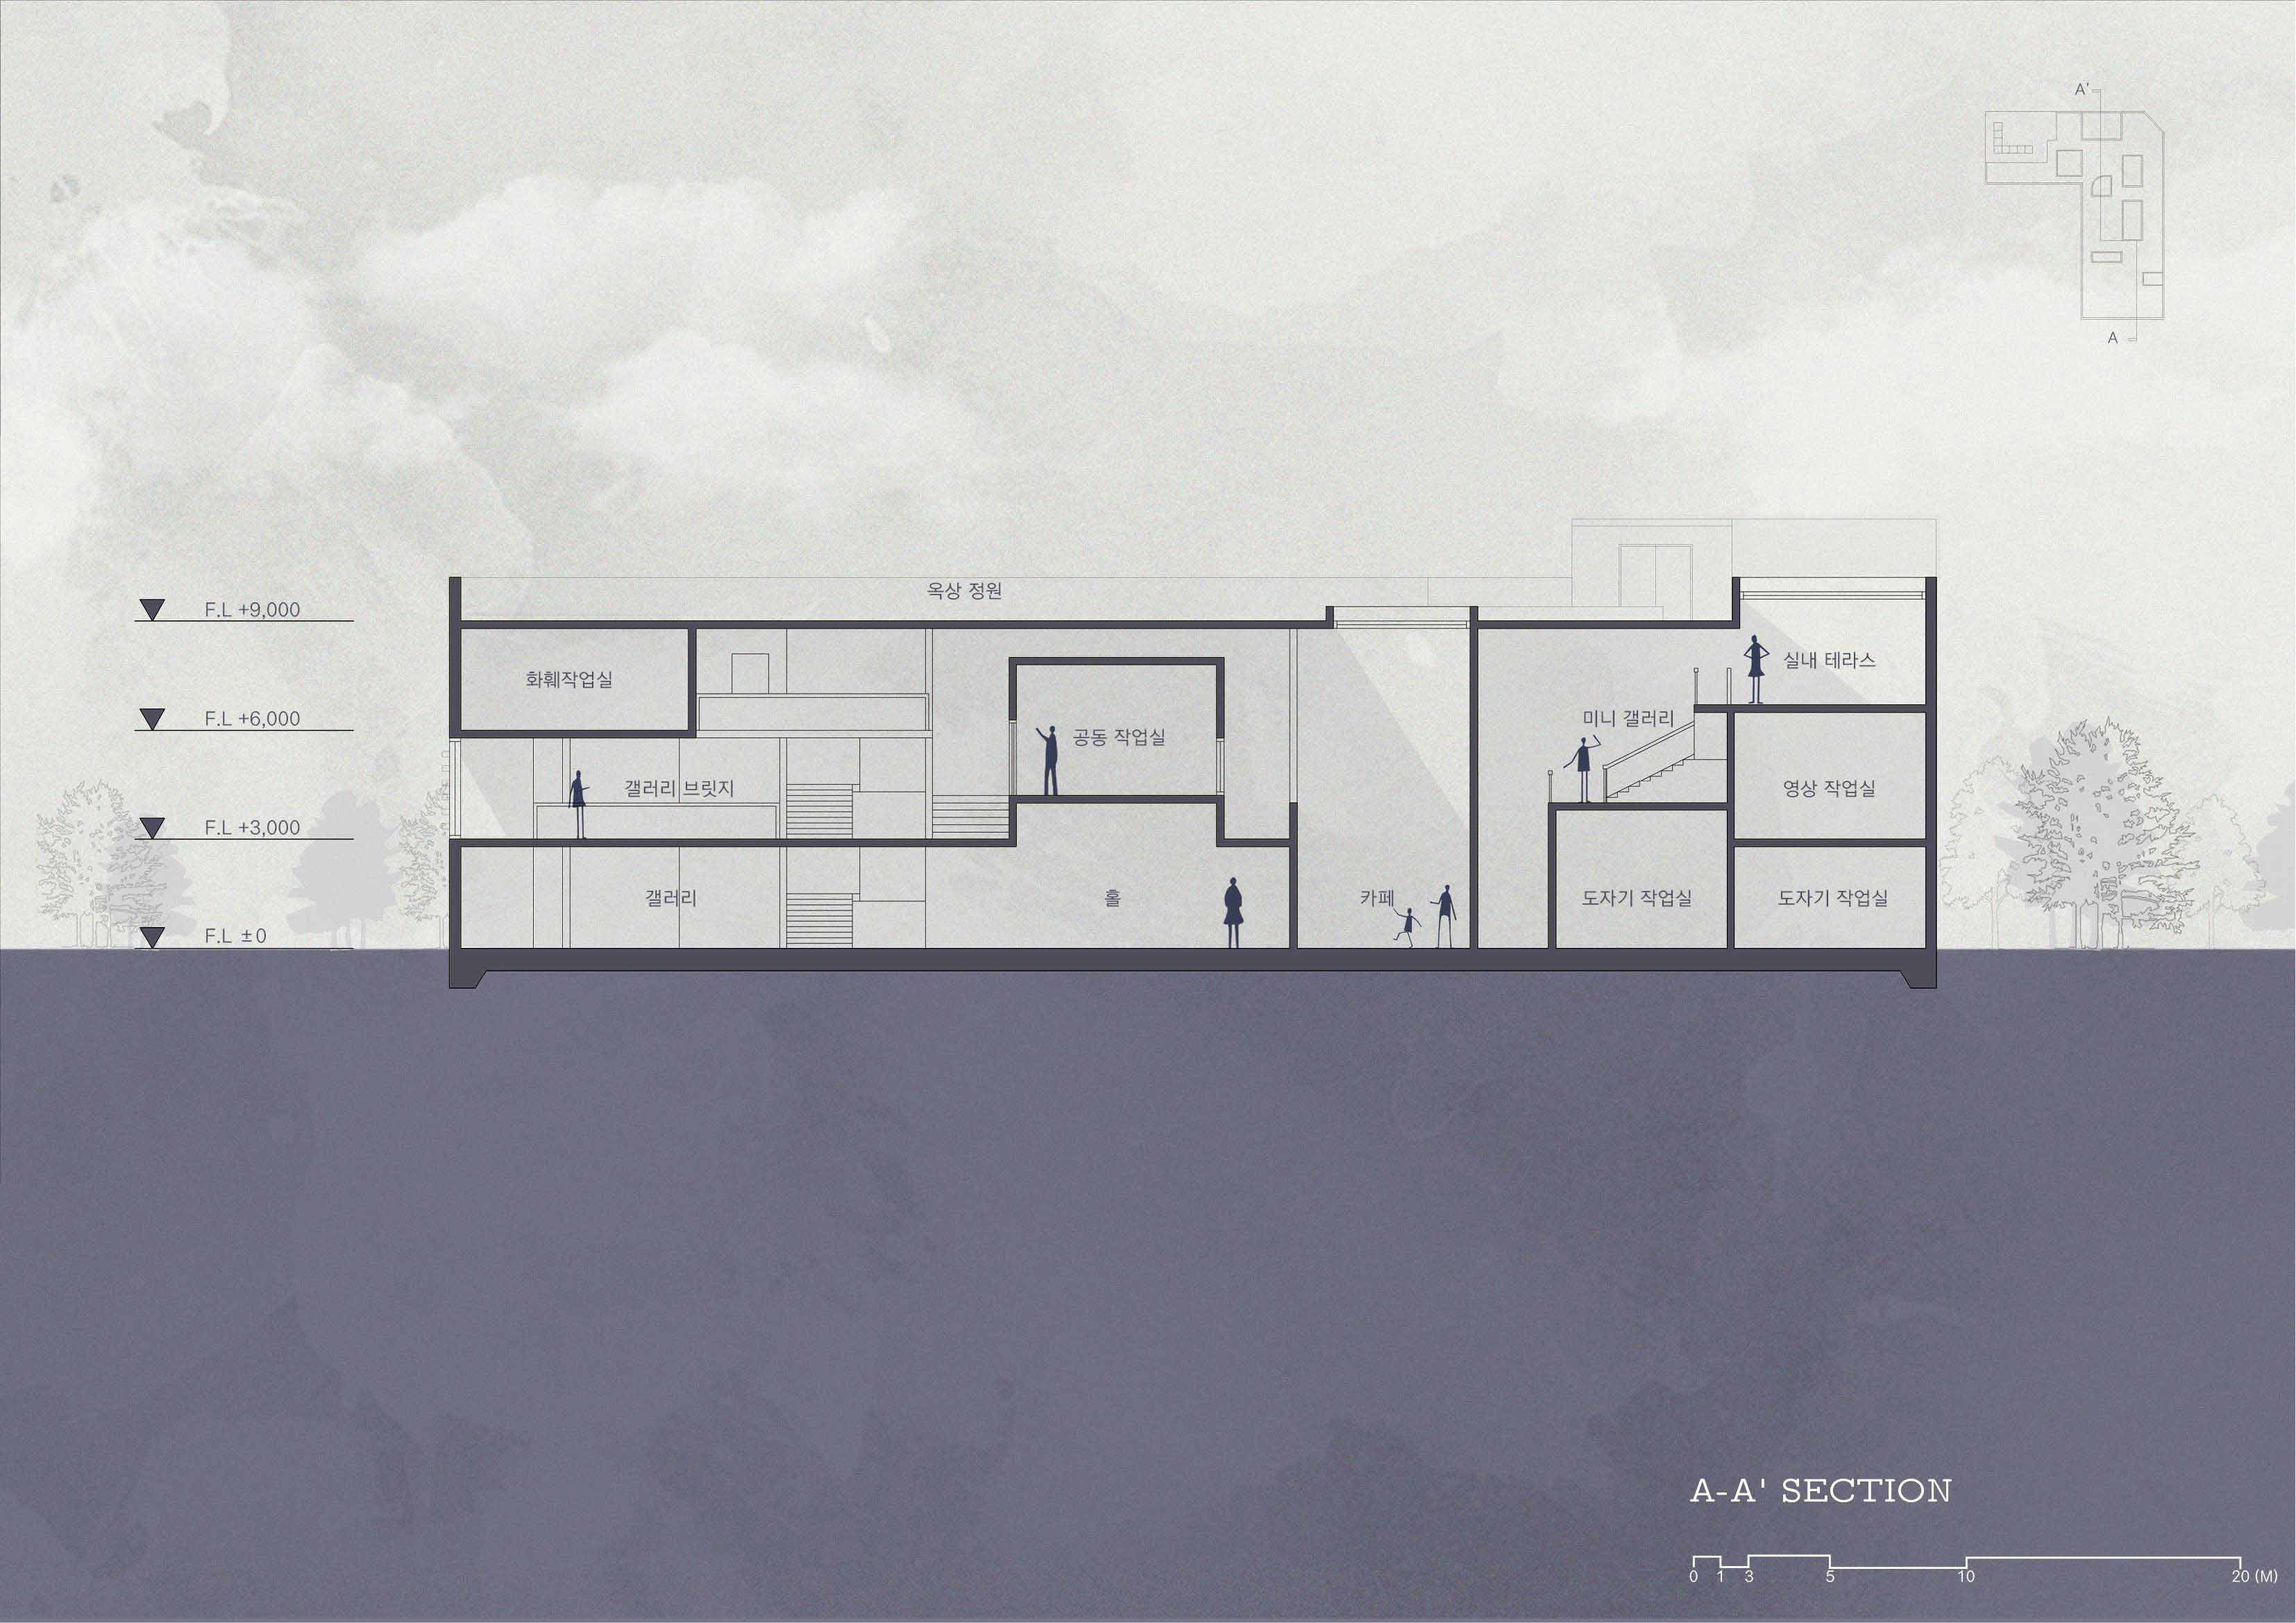 A'
A
옥상 정원
F.L +9,000
화훼작업실
실내 테라스
F.L +6,000
공동 작업실
미니 갤러리
갤러리 브릿지
영상 작업실
F.L +3,000
갤러리
홀
카페
도자기 작업실
도자기 작업실
F.L ±0
A-A' SECTION
0 1 3 5 10 20 (M)